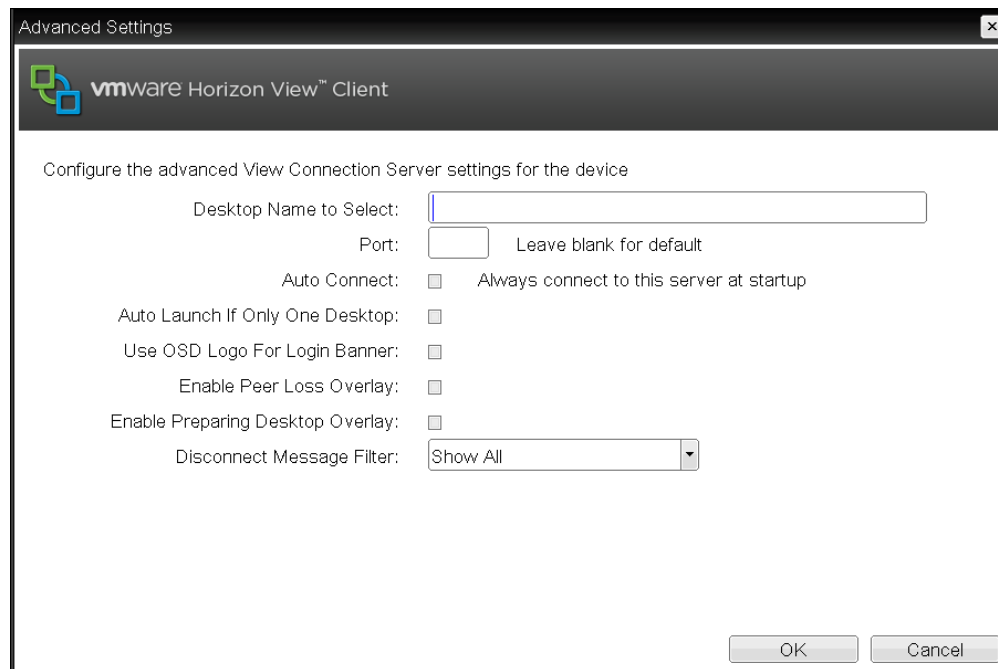 Advanced Settings
vmware Horizon View™ Client
Configure the advanced View Connection Server settings for the device
Desktop Name to Select:
Port: Leave blank for default
Auto Connect: Always connect to this server at startup
Auto Launch If Only One Desktop:
Use OSD Logo For Login Banner:
Enable Peer Loss Overlay:
Enable Preparing Desktop Overlay:
Disconnect Message Filter: Show All
OK Cancel